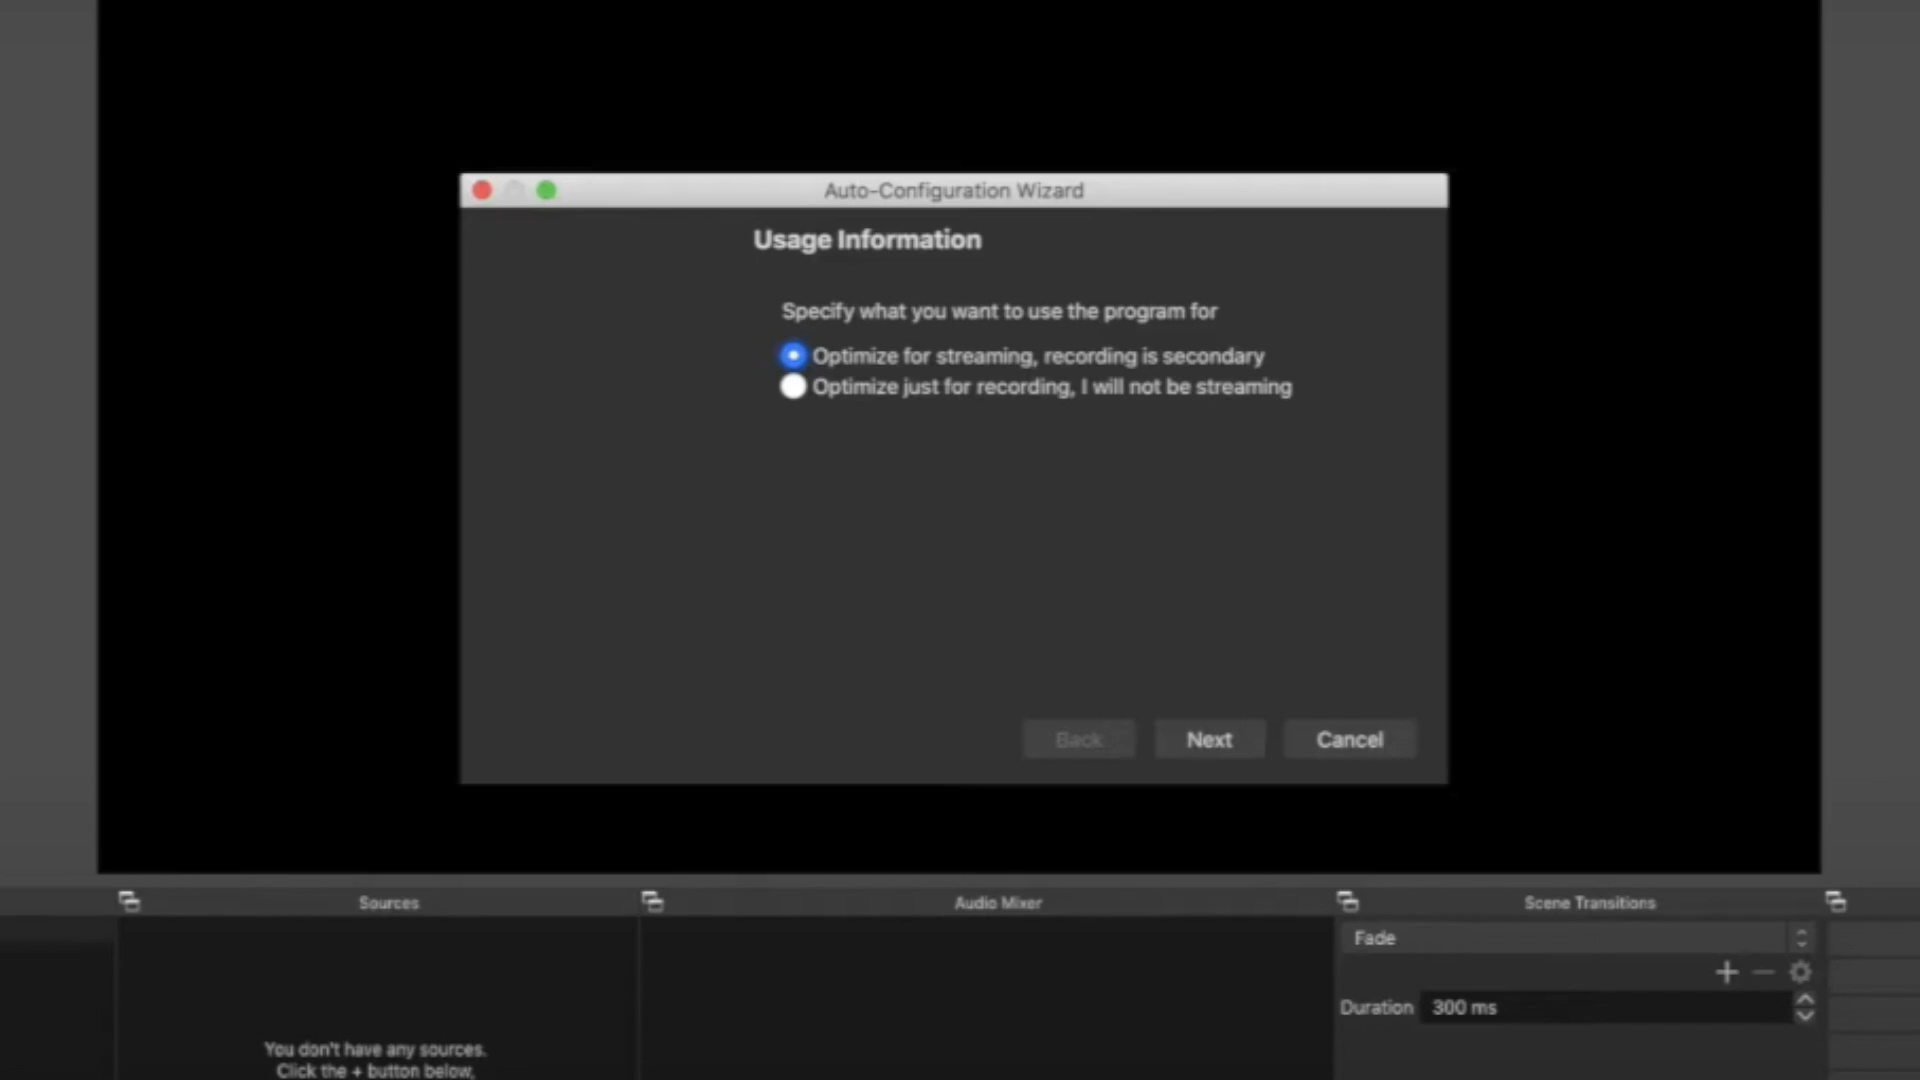 Auto-Configuration Wizard
Usage Information
Specify what you want to use the program for
Optimize for streaming, recording is secondary
Optimize just for recording, I will not be streaming
Back
Next
Cancel
Sources
Audio Mixer
Scene Transitions
Fade
Duration
300 ms
You don't have any sources.
Click the + button below,